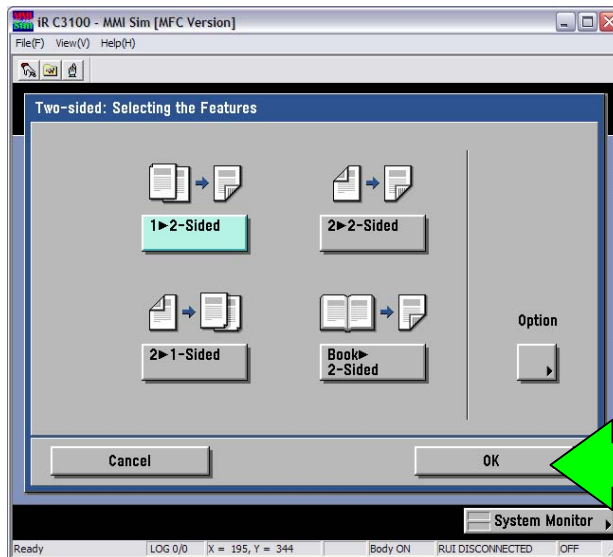 iR C3100 - MMI Sim [MFC Version]
File(F) View(V) Help(H)
Two-sided: Selecting the Features
1►2-Sided
2►2-Sided
2►1-Sided
Book►
2-Sided
Option
Cancel
OK
System Monitor
Ready
LOG 0/0
X = 195, Y = 344
Body ON
RUI DISCONNECTED
OFF